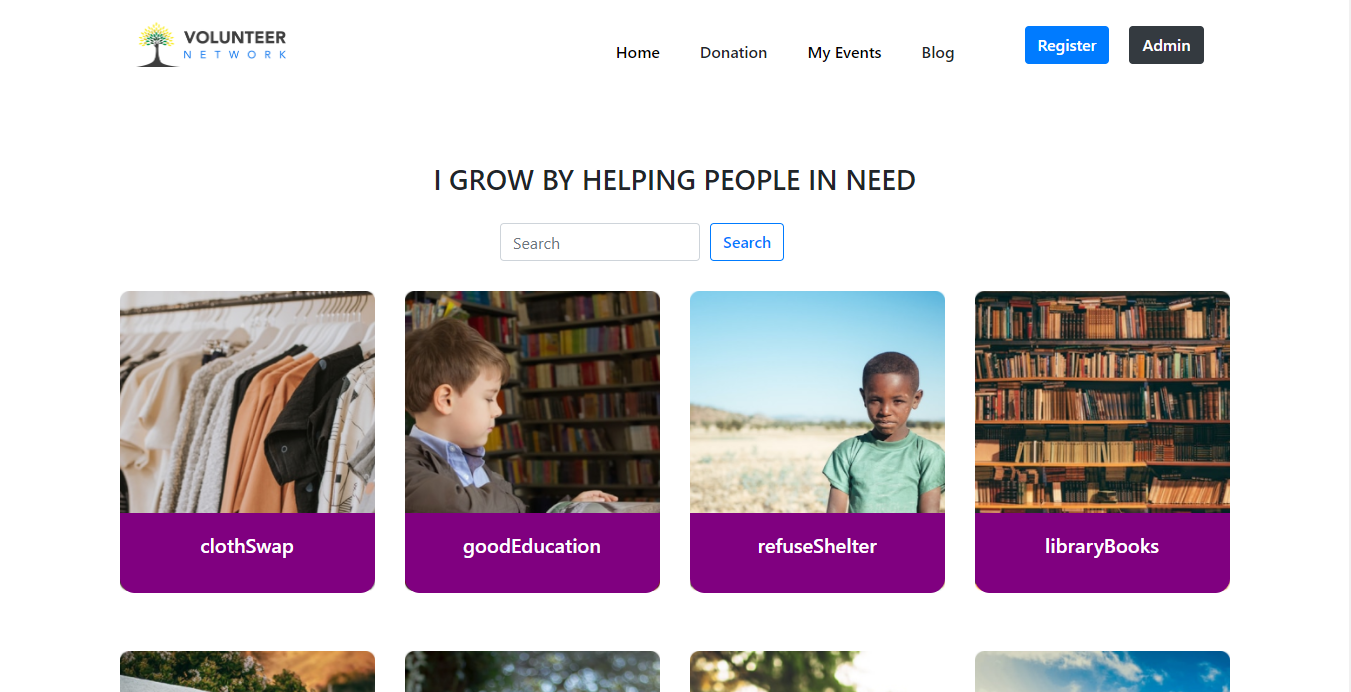 VOLUNTEER
NETWORK
Home Donation My Events Blog Register Admin
I GROW BY HELPING PEOPLE IN NEED
Search Search
clothSwap goodEducation refuseShelter libraryBooks